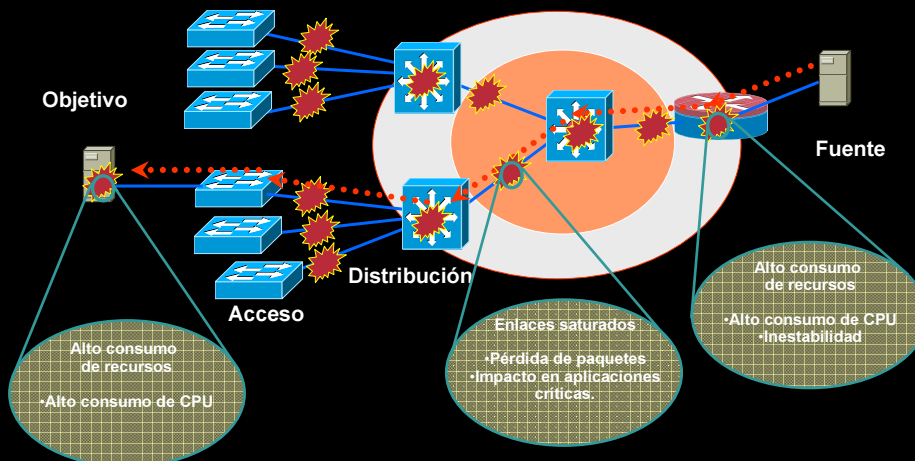 Objetivo
Fuente
Distribución
Acceso
Alto consumo
de recursos
•Alto consumo de CPU
Enlaces saturados
•Pérdida de paquetes
•Impacto en aplicaciones
críticas.
Alto consumo
de recursos
•Alto consumo de CPU
•Inestabilidad